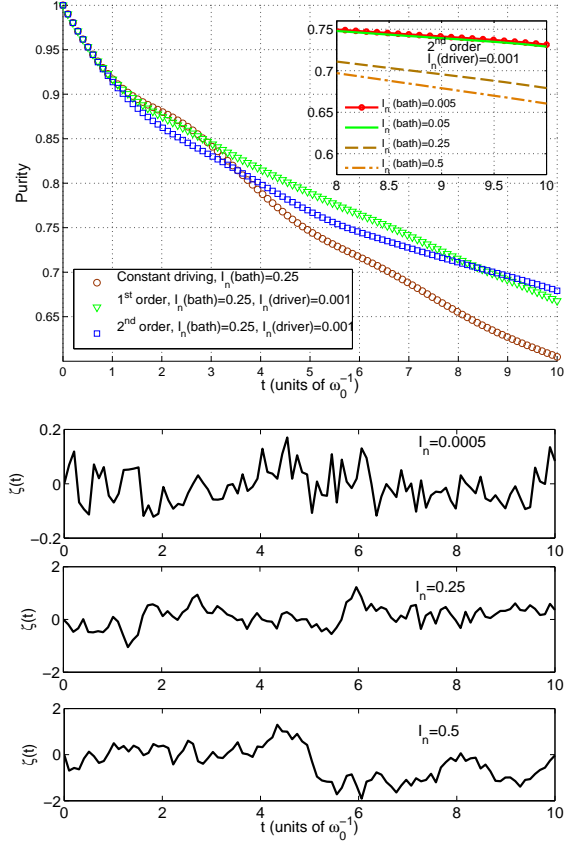 1
0.95
0.9
0.85
0.8
0.75
0.7
0.65
Purity
0 1 2 3 4 5 6 7 8 9 10
t (units of ω₀⁻¹)
Constant driving, Iₙ(bath)=0.25
1ˢᵗ order, Iₙ(bath)=0.25, Iₙ(driver)=0.001
2ⁿᵈ order, Iₙ(bath)=0.25, Iₙ(driver)=0.001
0.75
0.7
0.65
0.6
2ⁿᵈ order
Iₙ(driver)=0.001
Iₙ(bath)=0.005
Iₙ(bath)=0.05
Iₙ(bath)=0.25
Iₙ(bath)=0.5
8 8.5 9 9.5 10
0.2
0
−0.2
ζ(t)
Iₙ=0.0005
0 2 4 6 8 10
2
0
−2
ζ(t)
Iₙ=0.25
0 2 4 6 8 10
2
0
−2
ζ(t)
Iₙ=0.5
0 2 4 6 8 10
t (units of ω₀⁻¹)